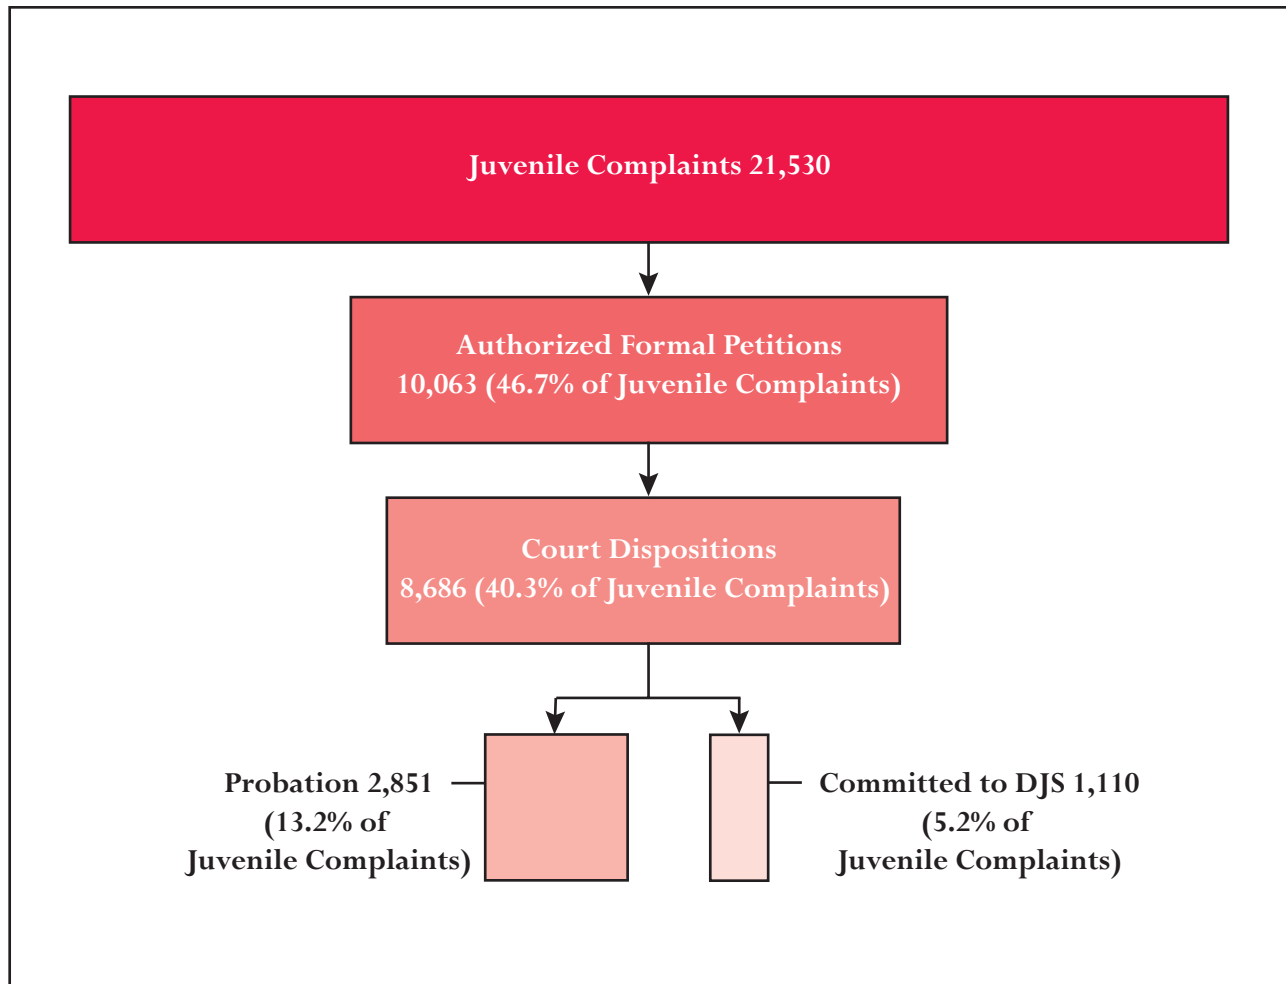 Juvenile Complaints 21,530
Authorized Formal Petitions
10,063 (46.7% of Juvenile Complaints)
Court Dispositions
8,686 (40.3% of Juvenile Complaints)
Probation 2,851
(13.2% of
Juvenile Complaints)
Committed to DJS 1,110
(5.2% of
Juvenile Complaints)